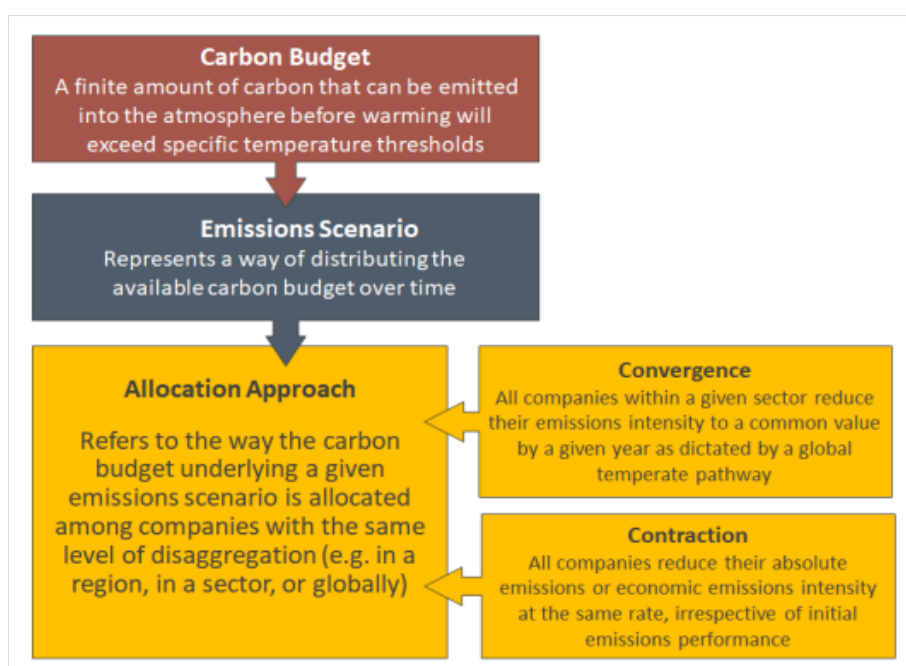 Carbon Budget
A finite amount of carbon that can be emitted
into the atmosphere before warming will
exceed specific temperature thresholds
Emissions Scenario
Represents a way of distributing the
available carbon budget over time
Allocation Approach
Refers to the way the carbon
budget underlying a given
emissions scenario is allocated
among companies with the same
level of disaggregation (e.g. in a
region, in a sector, or globally)
Convergence
All companies within a given sector reduce
their emissions intensity to a common value
by a given year as dictated by a global
temperate pathway
Contraction
All companies reduce their absolute
emissions or economic emissions intensity
at the same rate, irrespective of initial
emissions performance